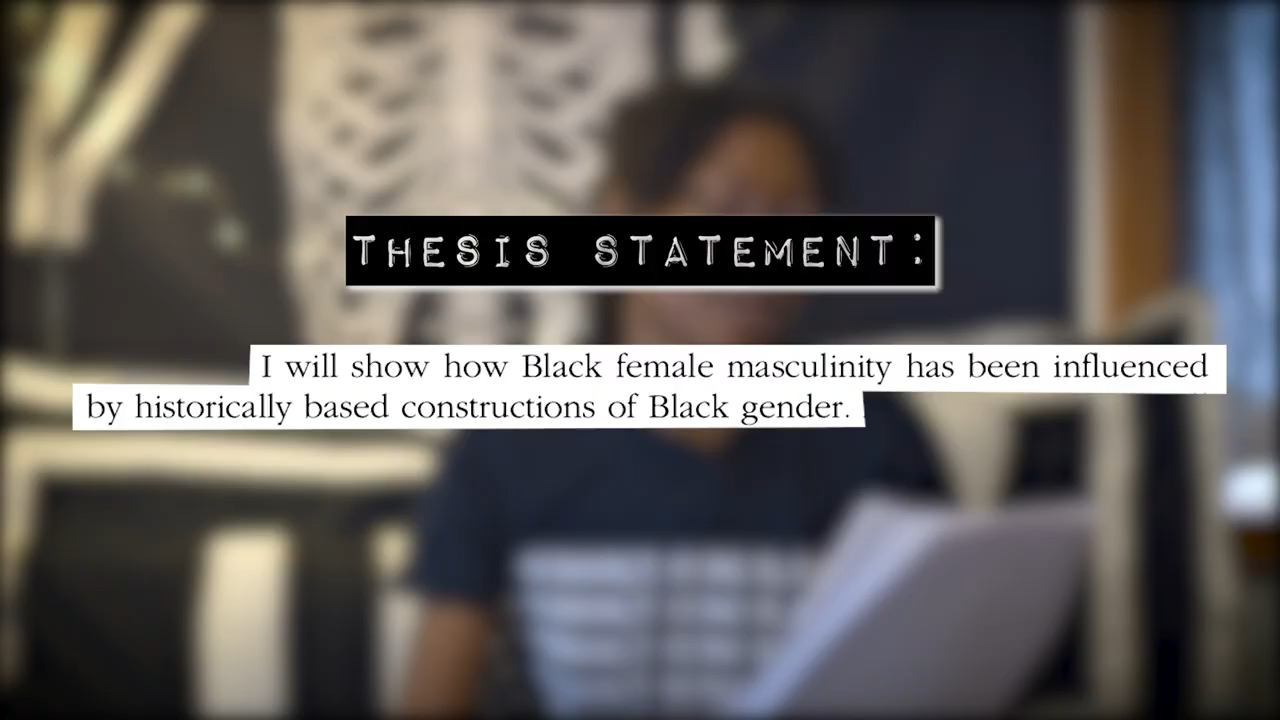 THESIS STATEMENT:
I will show how Black female masculinity has been influenced
by historically based constructions of Black gender.